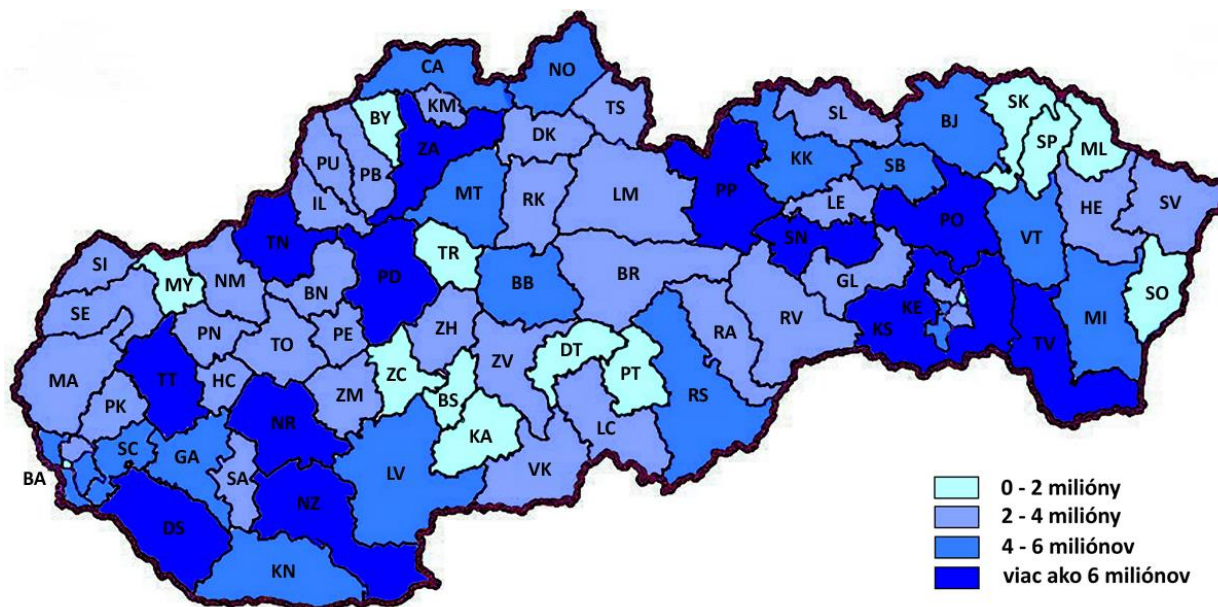 CA
NO
BY
KM
TS
SL
BJ
SK
SP
ML
ZA
DK
PU
PB
KK
SB
MT
IL
RK
LM
PP
LE
PO
HE
SV
TN
SN
VT
SI
MY
NM
PD
TR
BB
BR
GL
SO
BN
SE
PN
TO
PE
ZH
RA
RV
KS
KE
MI
TV
MA
TT
HC
ZM
ZC
BS
ZV
DT
PT
RS
PK
NR
KA
LC
SC
GA
SA
LV
VK
BA
DS
NZ
KN
0 - 2 milióny
2 - 4 milióny
4 - 6 miliónov
viac ako 6 miliónov